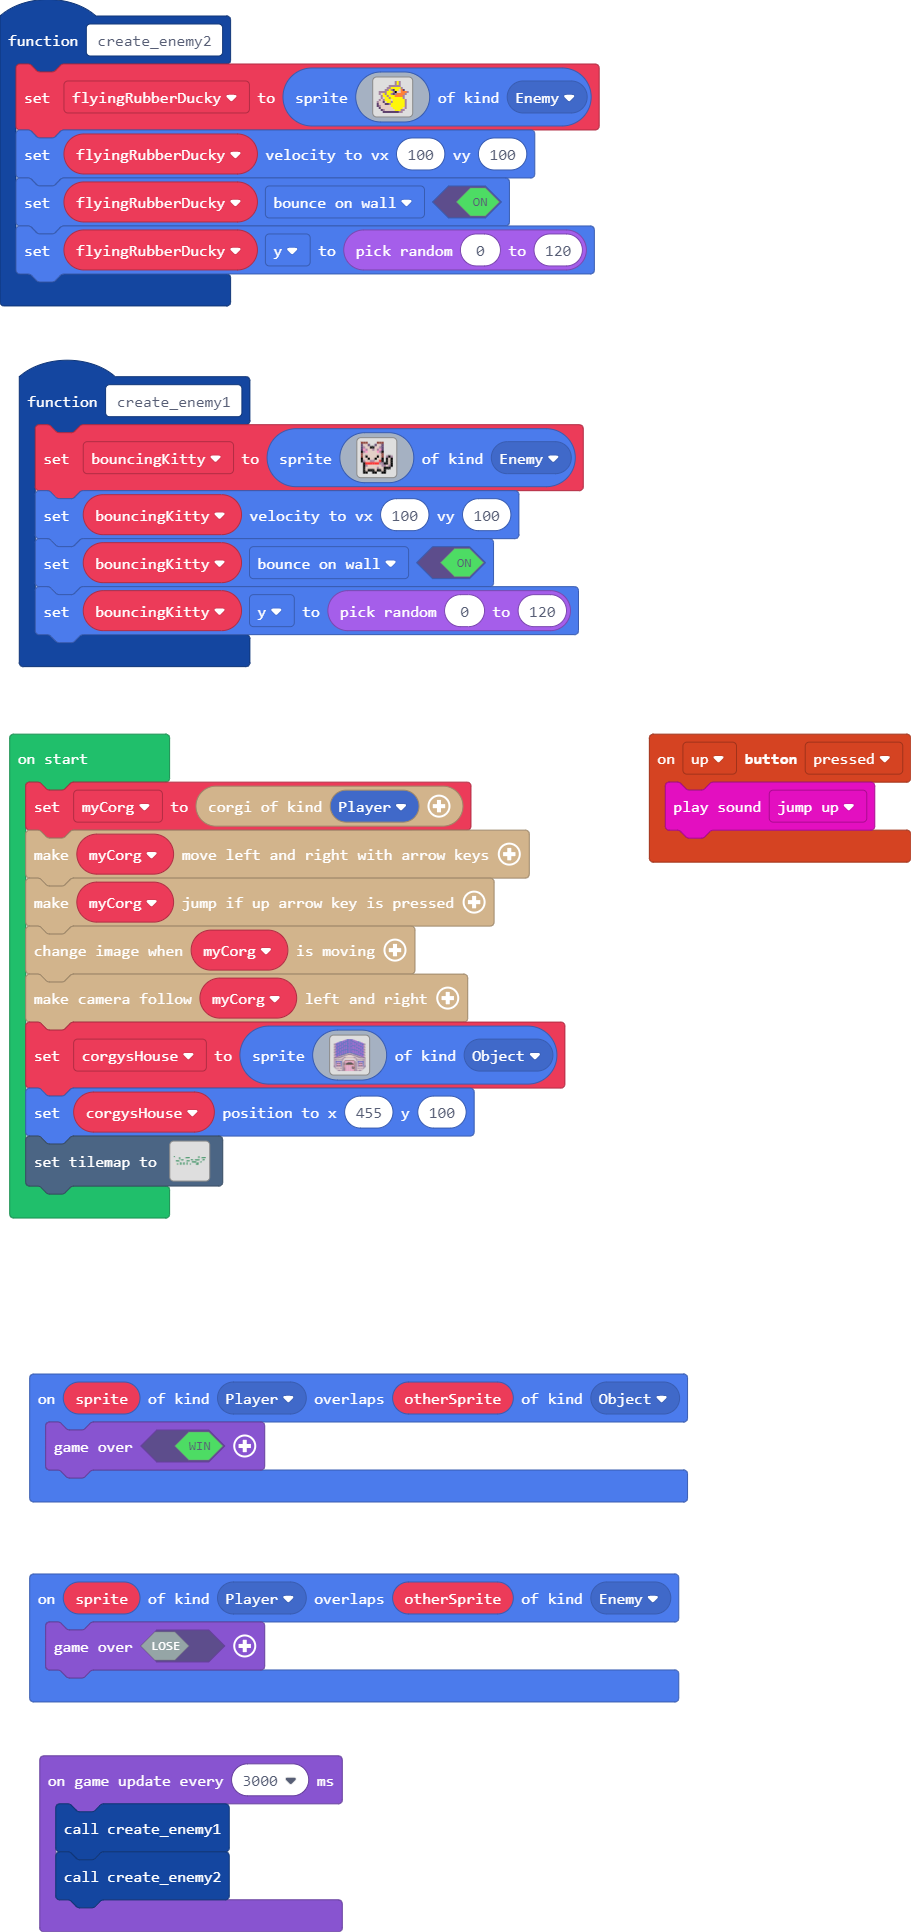 function create_enemy2
set flyingRubberDucky to sprite of kind Enemy
set flyingRubberDucky velocity to vx 100 vy 100
set flyingRubberDucky bounce on wall ON
set flyingRubberDucky y to pick random 0 to 120
function create_enemy1
set bouncingKitty to sprite of kind Enemy
set bouncingKitty velocity to vx 100 vy 100
set bouncingKitty bounce on wall ON
set bouncingKitty y to pick random 0 to 120
on start
set myCorg to corgi of kind Player
make myCorg move left and right with arrow keys
make myCorg jump if up arrow key is pressed
change image when myCorg is moving
make camera follow myCorg left and right
set corgysHouse to sprite of kind Object
set corgysHouse position to x 455 y 100
set tilemap to
on up button pressed
play sound jump up
on sprite of kind Player overlaps otherSprite of kind Object
game over WIN
on sprite of kind Player overlaps otherSprite of kind Enemy
game over LOSE
on game update every 3000 ms
call create_enemy1
call create_enemy2